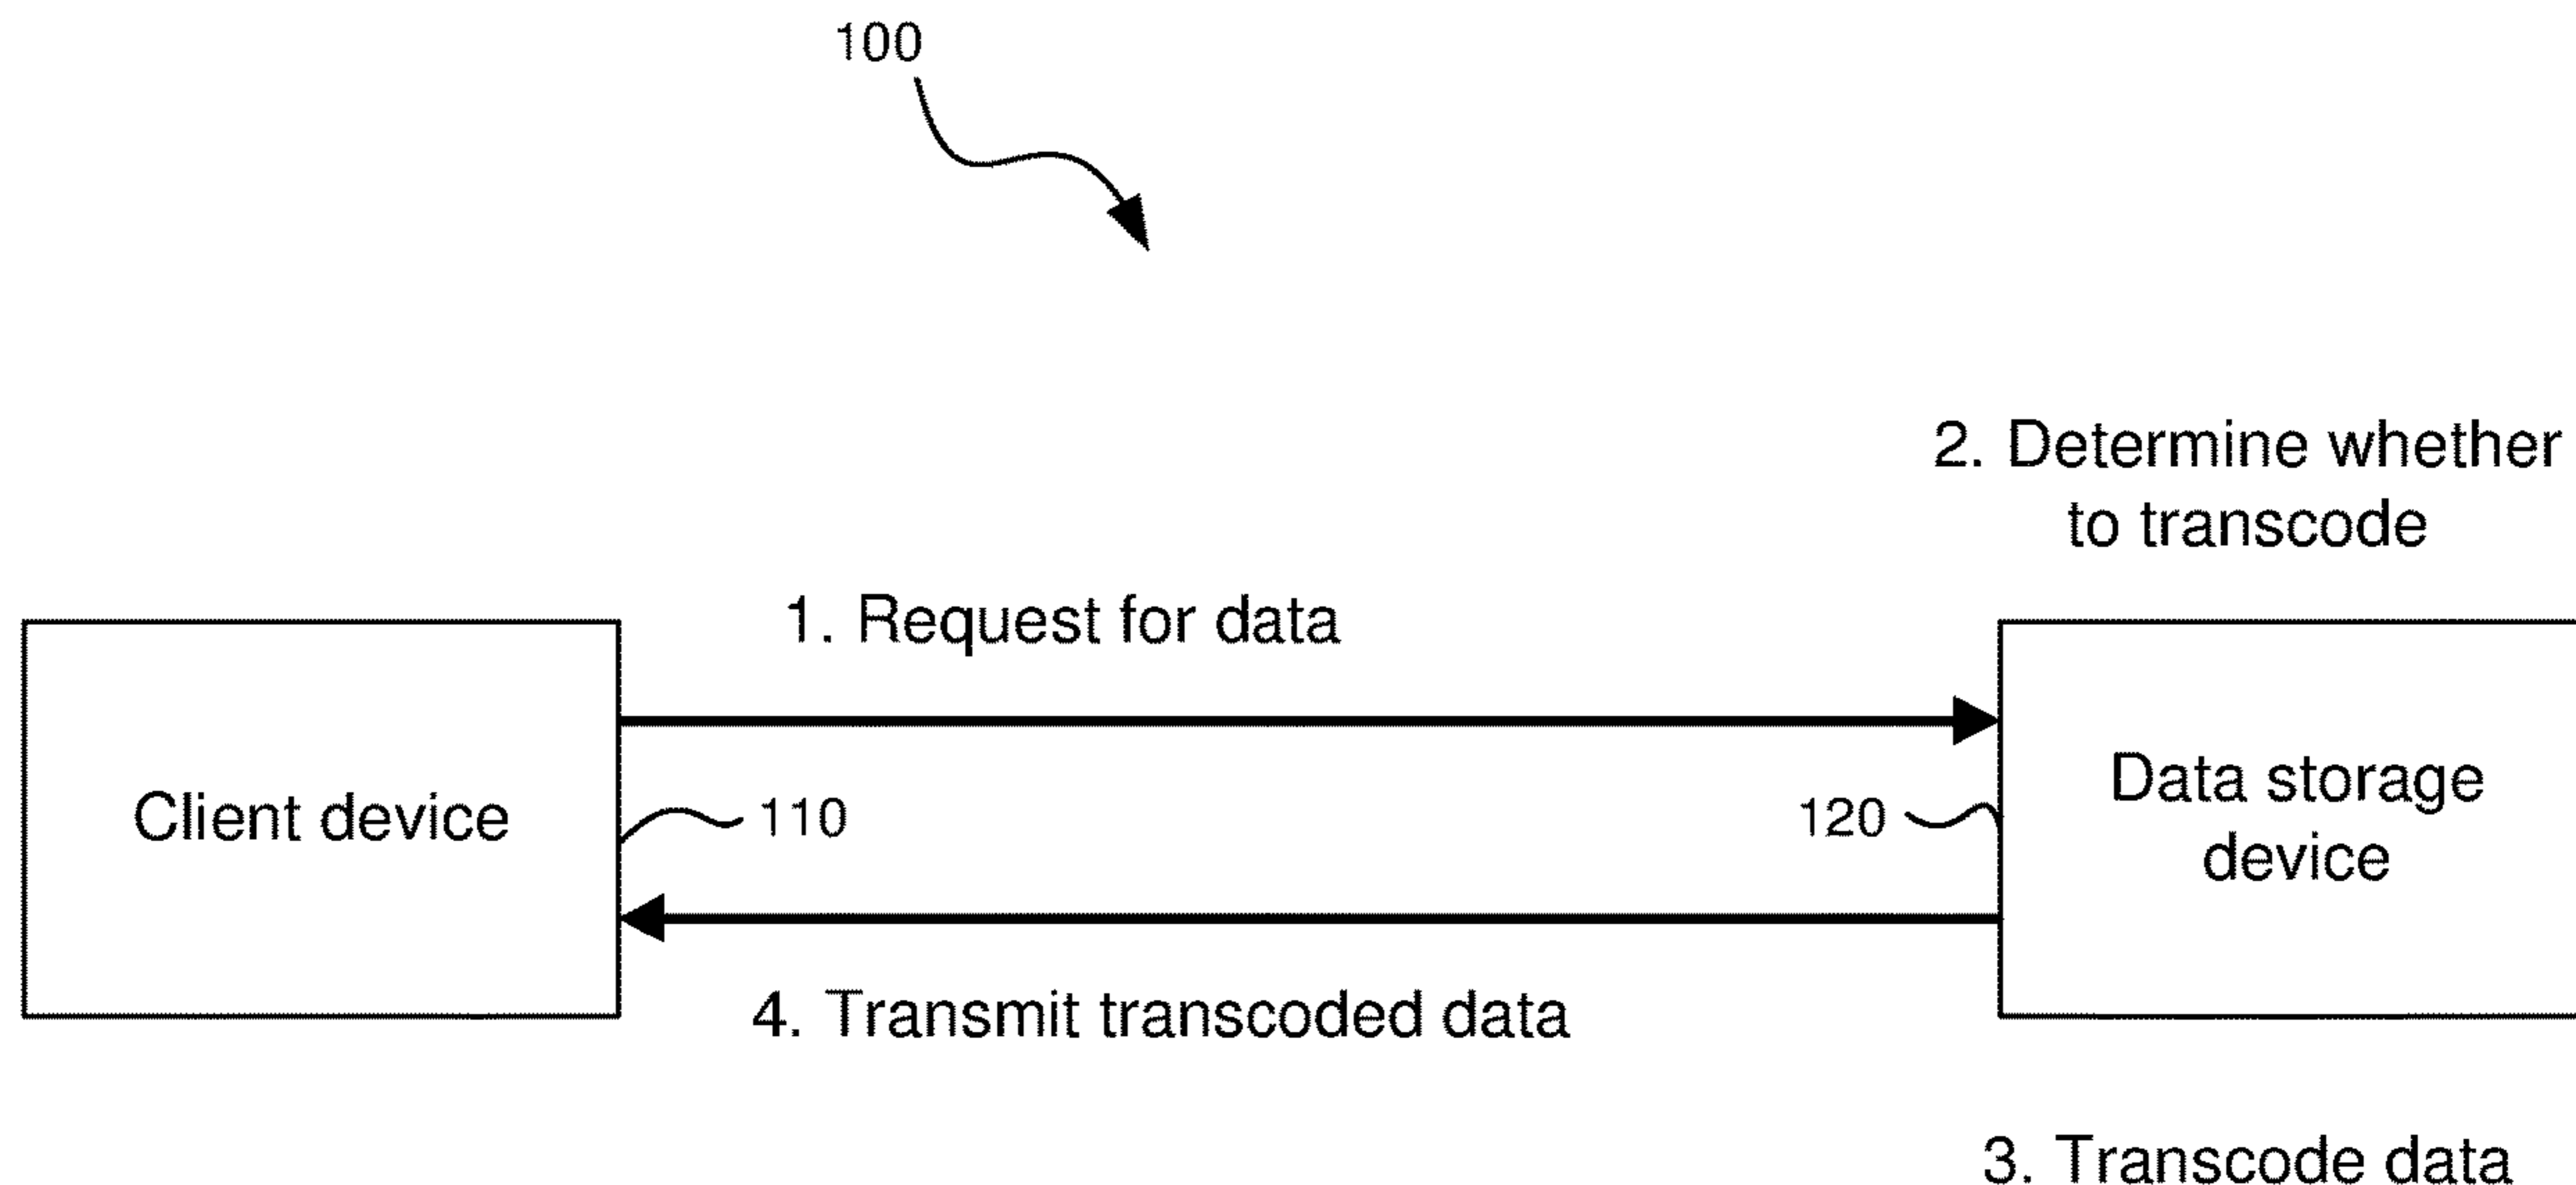 100
2. Determine whether
to transcode
1. Request for data
Client device
110
120
Data storage
device
4. Transmit transcoded data
3. Transcode data